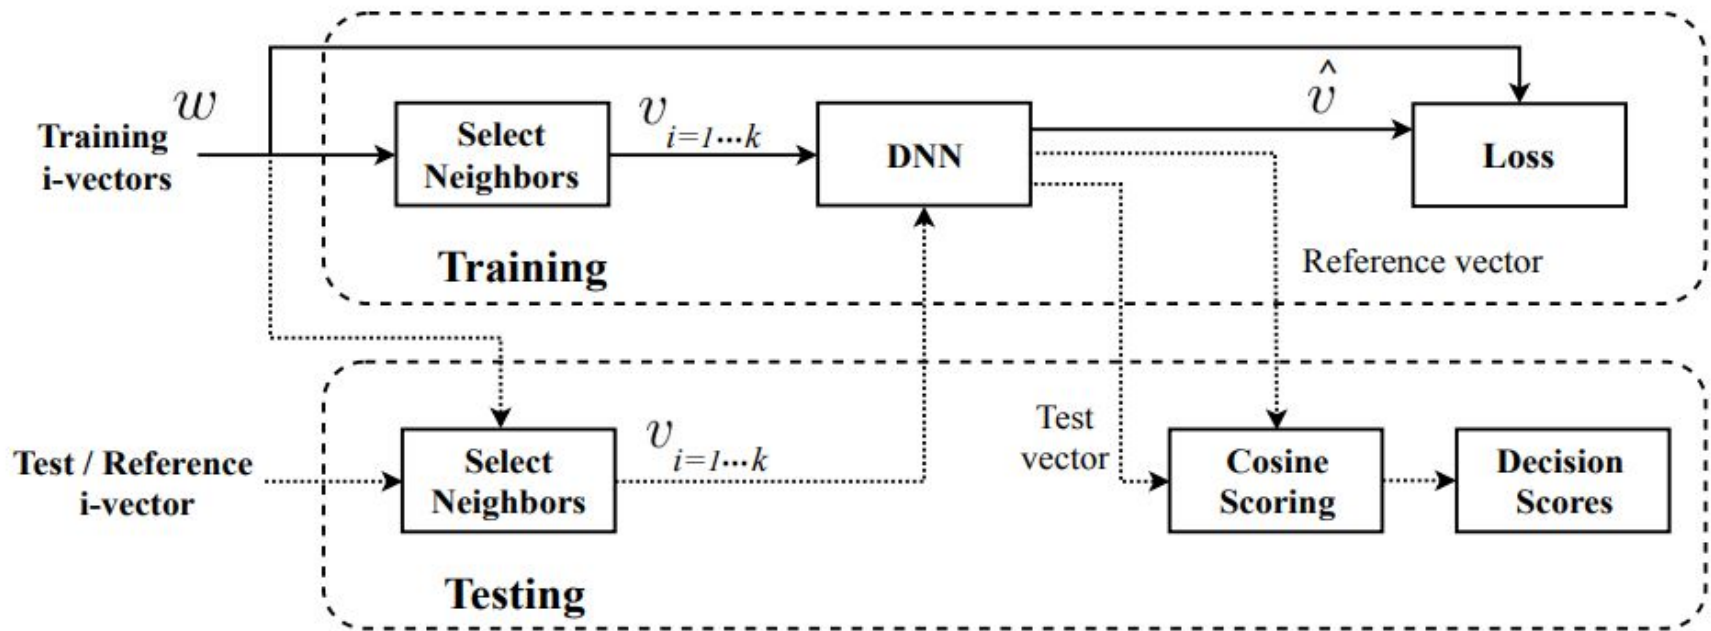 w
Training
i-vectors
Select
Neighbors
v i=1...k
DNN
v̂
Loss
Training
Reference vector
Test / Reference
i-vector
Select
Neighbors
v i=1...k
Test
vector
Cosine
Scoring
Decision
Scores
Testing